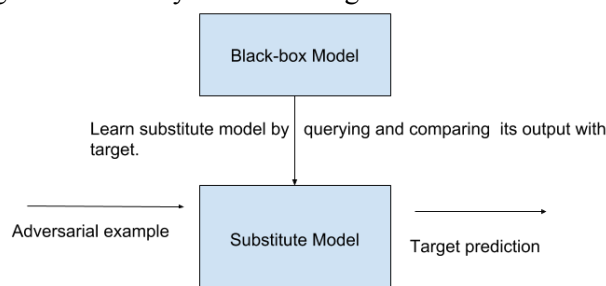 Black-box Model
Learn substitute model by querying and comparing its output with
target.
Adversarial example
Substitute Model
Target prediction